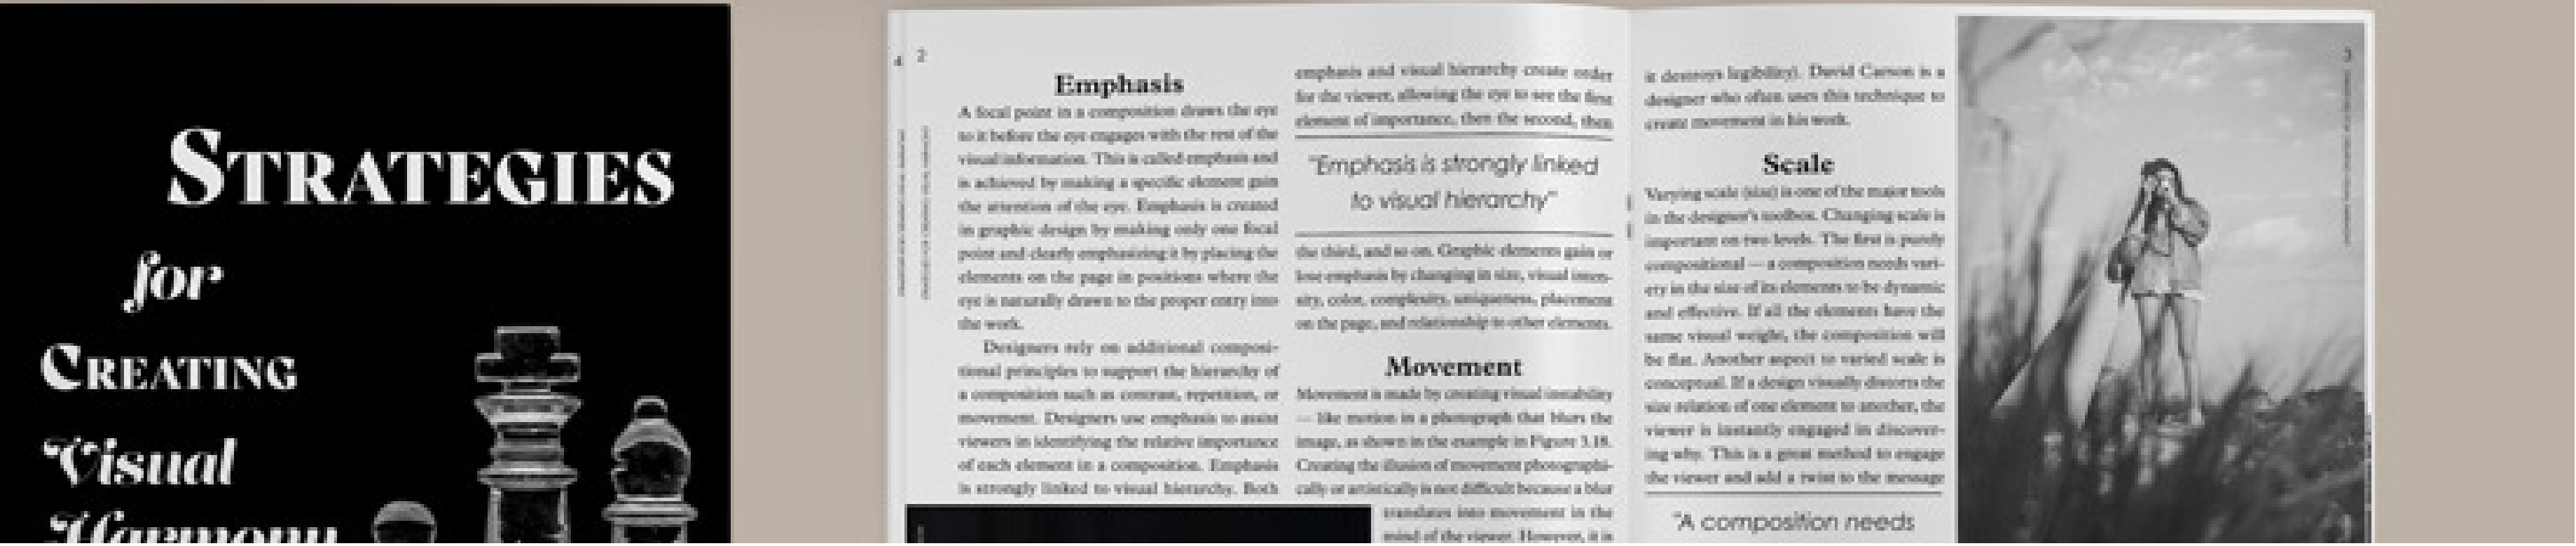 STRATEGIES
for
CREATING
Visual
Harmony
4
2
Emphasis
A focal point in a composition draws the eye
to it before the eye engages with the rest of the
visual information. This is called emphasis and
is achieved by making a specific element gain
the attention of the eye. Emphasis is created
in graphic design by making only one focal
point and clearly emphasizing it by placing the
elements on the page in positions where the
eye is naturally drawn to the proper entry into
the work.
Designers rely on additional composi-
tional principles to support the hierarchy of
a composition such as contrast, repetition, or
movement. Designers use emphasis to assist
viewers in identifying the relative importance
of each element in a composition. Emphasis
is strongly linked to visual hierarchy. Both
emphasis and visual hierarchy create order
for the viewer, allowing the eye to see the first
element of importance, then the second, then
"Emphasis is strongly linked
to visual hierarchy"
the third, and so on. Graphic elements gain or
lose emphasis by changing in size, visual inten-
sity, color, complexity, uniqueness, placement
on the page, and relationship to other elements.
Movement
Movement is made by creating visual instability
— like motion in a photograph that blurs the
image, as shown in the example in Figure 3.18.
Creating the illusion of movement photographi-
cally or artistically is not difficult because a blur
translates into movement in the
mind of the viewer. However, it is
it destroys legibility). David Carson is a
designer who often uses this technique to
create movement in his work.
Scale
Varying scale (size) is one of the major tools
in the designer's toolbox. Changing scale is
important on two levels. The first is purely
compositional — a composition needs vari-
ety in the size of its elements to be dynamic
and effective. If all the elements have the
same visual weight, the composition will
be flat. Another aspect to varied scale is
conceptual. If a design visually distorts the
size relation of one element to another, the
viewer is instantly engaged in discover-
ing why. This is a great method to engage
the viewer and add a twist to the message
"A composition needs
3